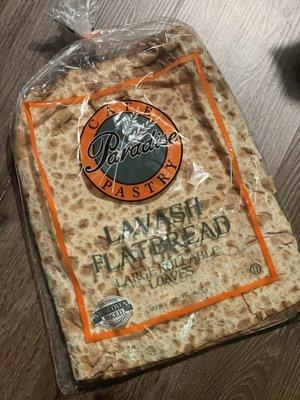 CAFE
Paradise
PASTRY
LAVASH
FLATBREAD
LARGE ROLLABLE
LOAVES